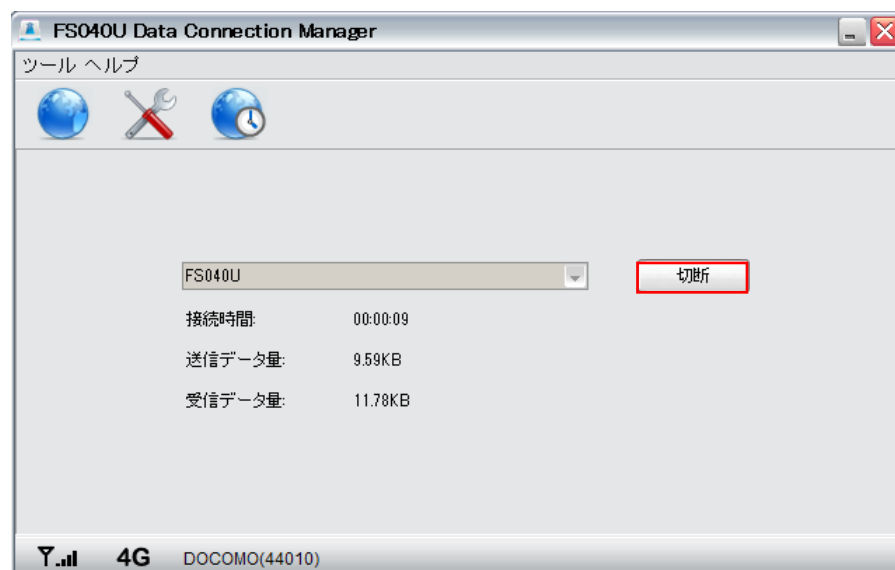 FS040U Data Connection Manager
ツール ヘルプ
FS040U
切断
接続時間: 00:00:09
送信データ量: 9.59KB
受信データ量: 11.78KB
4G DOCOMO(44010)